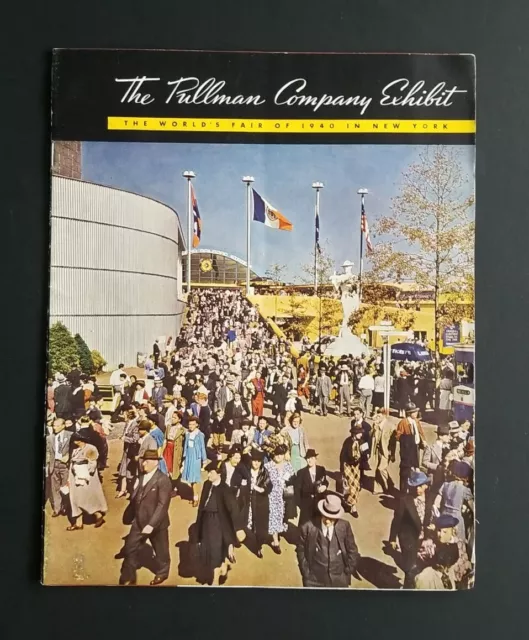 The Pullman Company Exhibit
THE WORLD'S FAIR OF 1940 IN NEW YORK